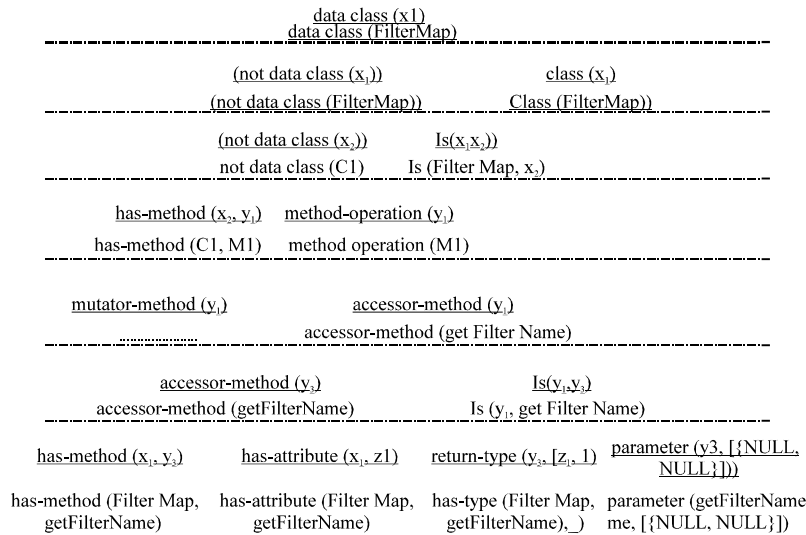 data class (x1)
data class (FilterMap)
(not data class (x₁)) class (x₁)
(not data class (FilterMap)) Class (FilterMap))
(not data class (x₂)) Is(x₁x₂))
not data class (C1) Is (Filter Map, x₂)
has-method (x₂, y₁) method-operation (y₁)
has-method (C1, M1) method operation (M1)
mutator-method (y₁) accessor-method (y₁)
accessor-method (get Filter Name)
accessor-method (y₃) Is(y₁,y₃)
accessor-method (getFilterName) Is (y₁, get Filter Name)
has-method (x₁, y₃) has-attribute (x₁, z1) return-type (y₃, [z₁, 1) parameter (y3, [{NULL,
NULL}]))
has-method (Filter Map, has-attribute (Filter Map, has-type (Filter Map, parameter (getFilterName
getFilterName) getFilterName) getFilterName),_) me, [{NULL, NULL}])